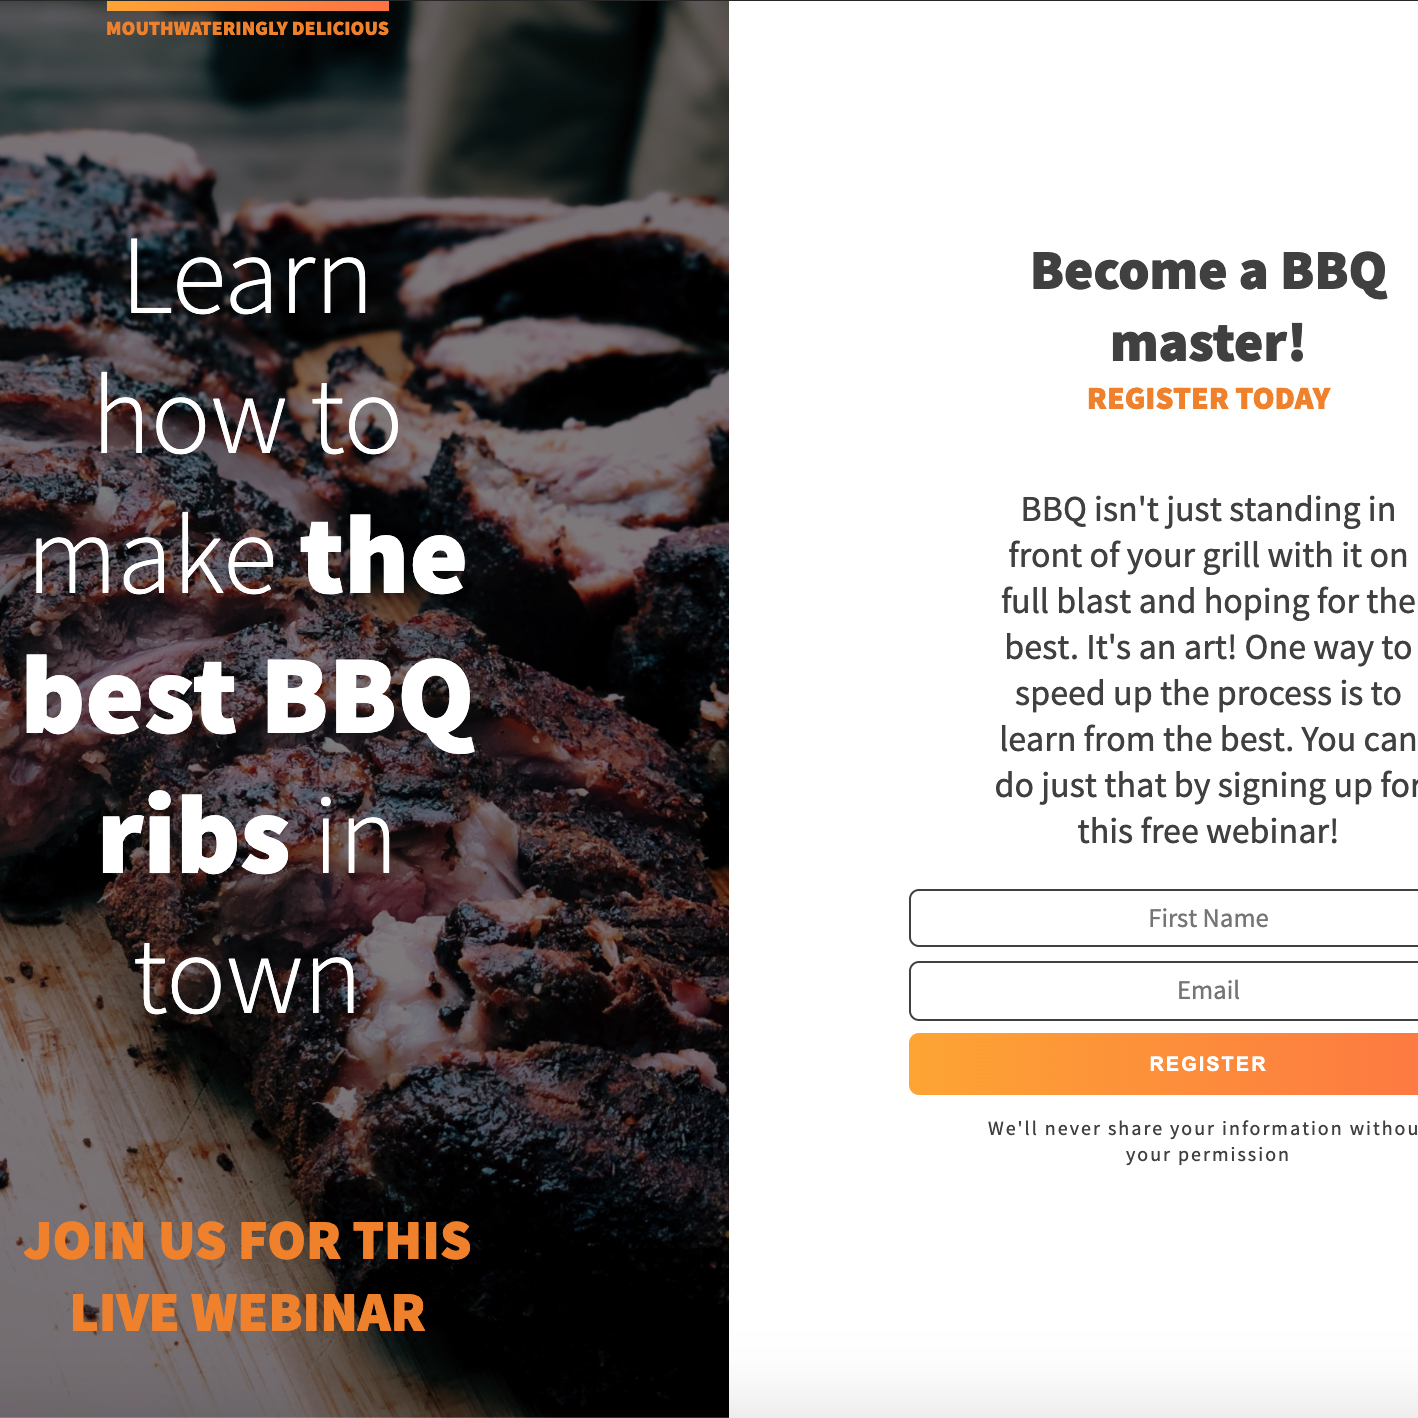 MOUTHWATERINGLY DELICIOUS
Learn
how to
make the
best BBQ
ribs in
town
JOIN US FOR THIS
LIVE WEBINAR
Become a BBQ
master!
REGISTER TODAY
BBQ isn't just standing in
front of your grill with it on
full blast and hoping for the
best. It's an art! One way to
speed up the process is to
learn from the best. You can
do just that by signing up for
this free webinar!
First Name
Email
REGISTER
We'll never share your information withou
your permission